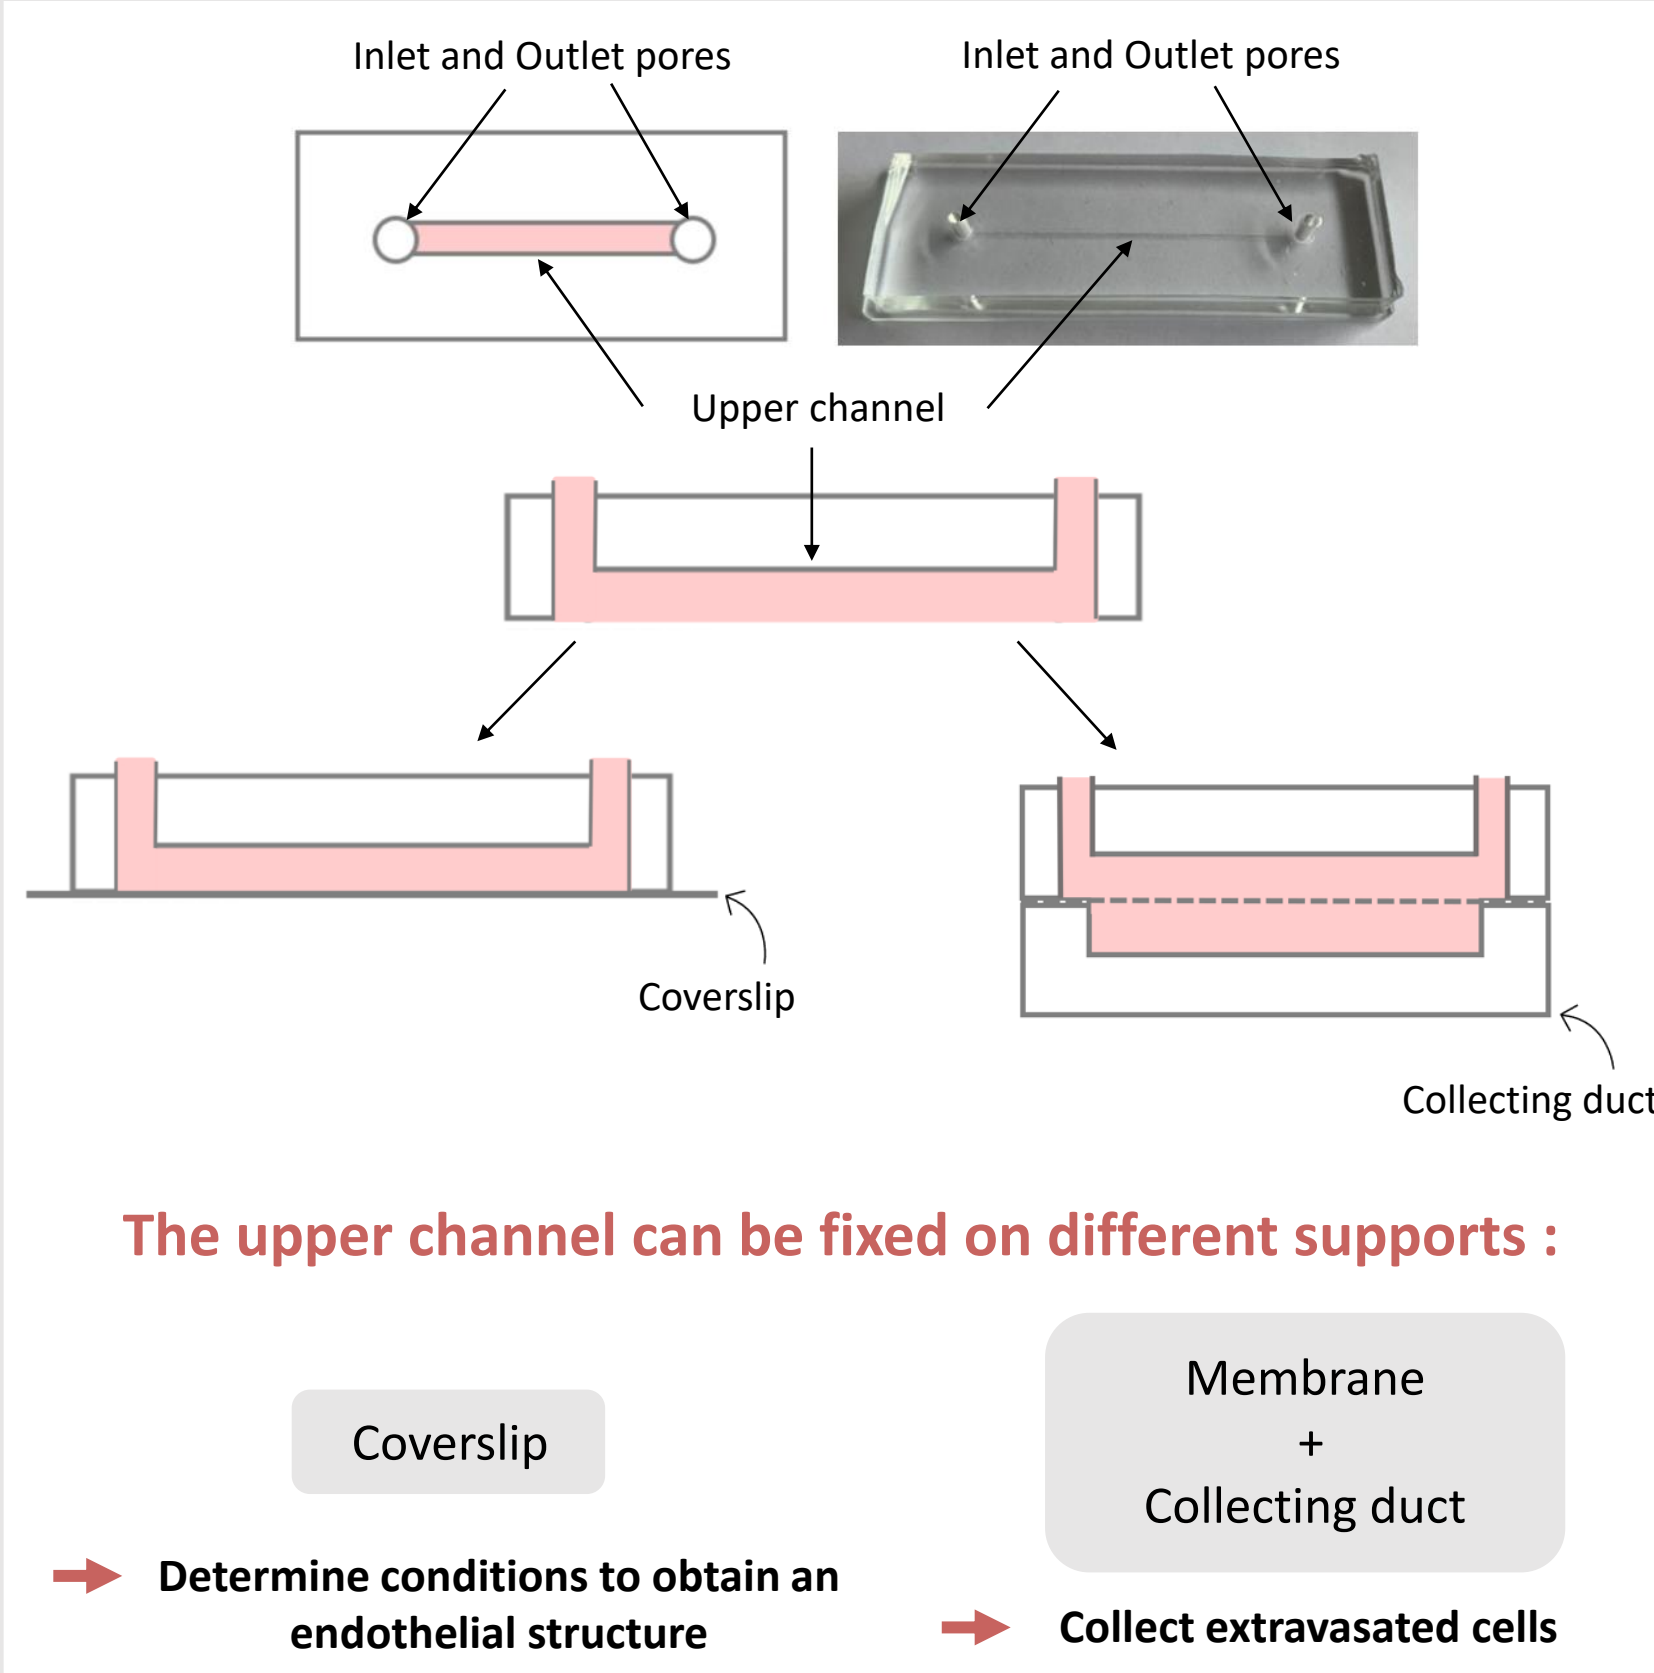 Inlet and Outlet pores
Inlet and Outlet pores
Upper channel
Coverslip
Collecting duct
The upper channel can be fixed on different supports :
Coverslip
Membrane
+
Collecting duct
Determine conditions to obtain an
endothelial structure
Collect extravasated cells